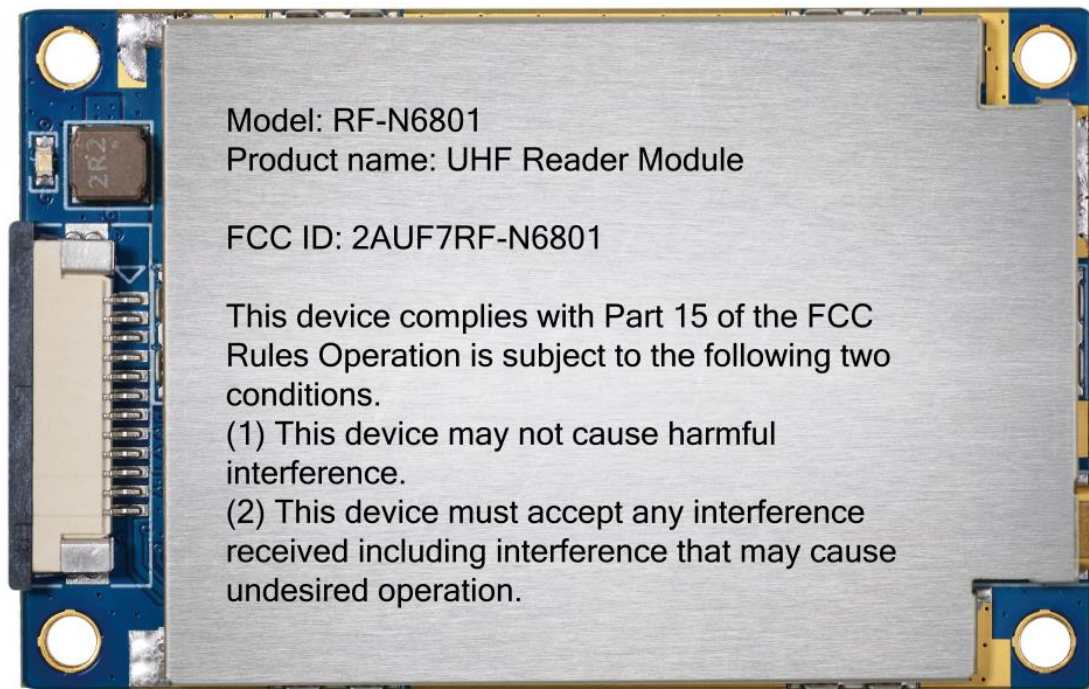 2R2
Model: RF-N6801
Product name: UHF Reader Module
FCC ID: 2AUF7RF-N6801
This device complies with Part 15 of the FCC
Rules Operation is subject to the following two
conditions.
(1) This device may not cause harmful
interference.
(2) This device must accept any interference
received including interference that may cause
undesired operation.